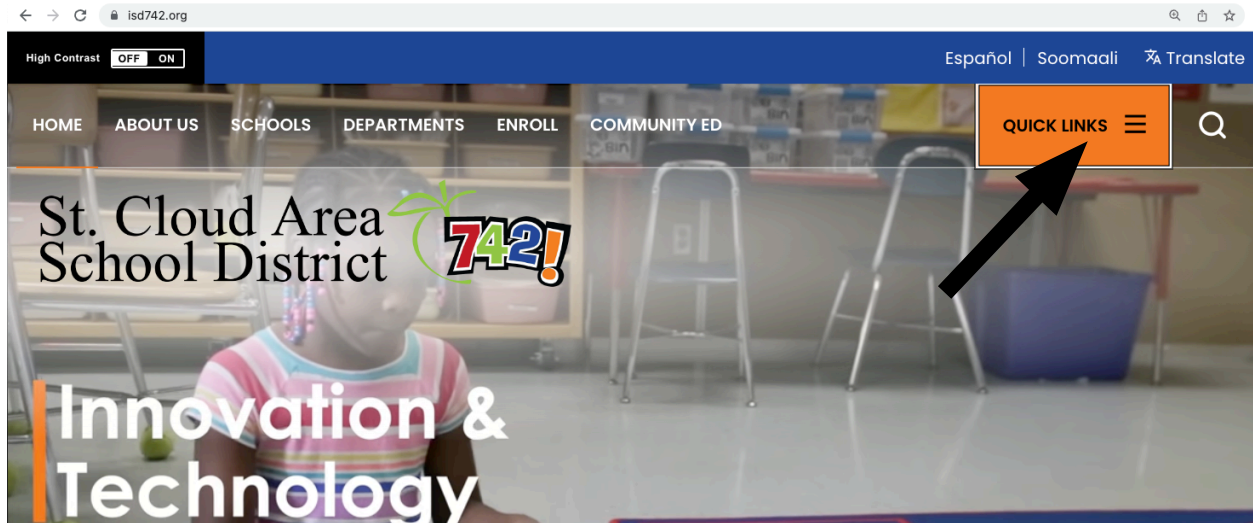 isd742.org
High Contrast OFF ON
Español Soomaali Translate
HOME ABOUT US SCHOOLS DEPARTMENTS ENROLL COMMUNITY ED QUICK LINKS
St. Cloud Area
School District
742!
Innovation &
Technology